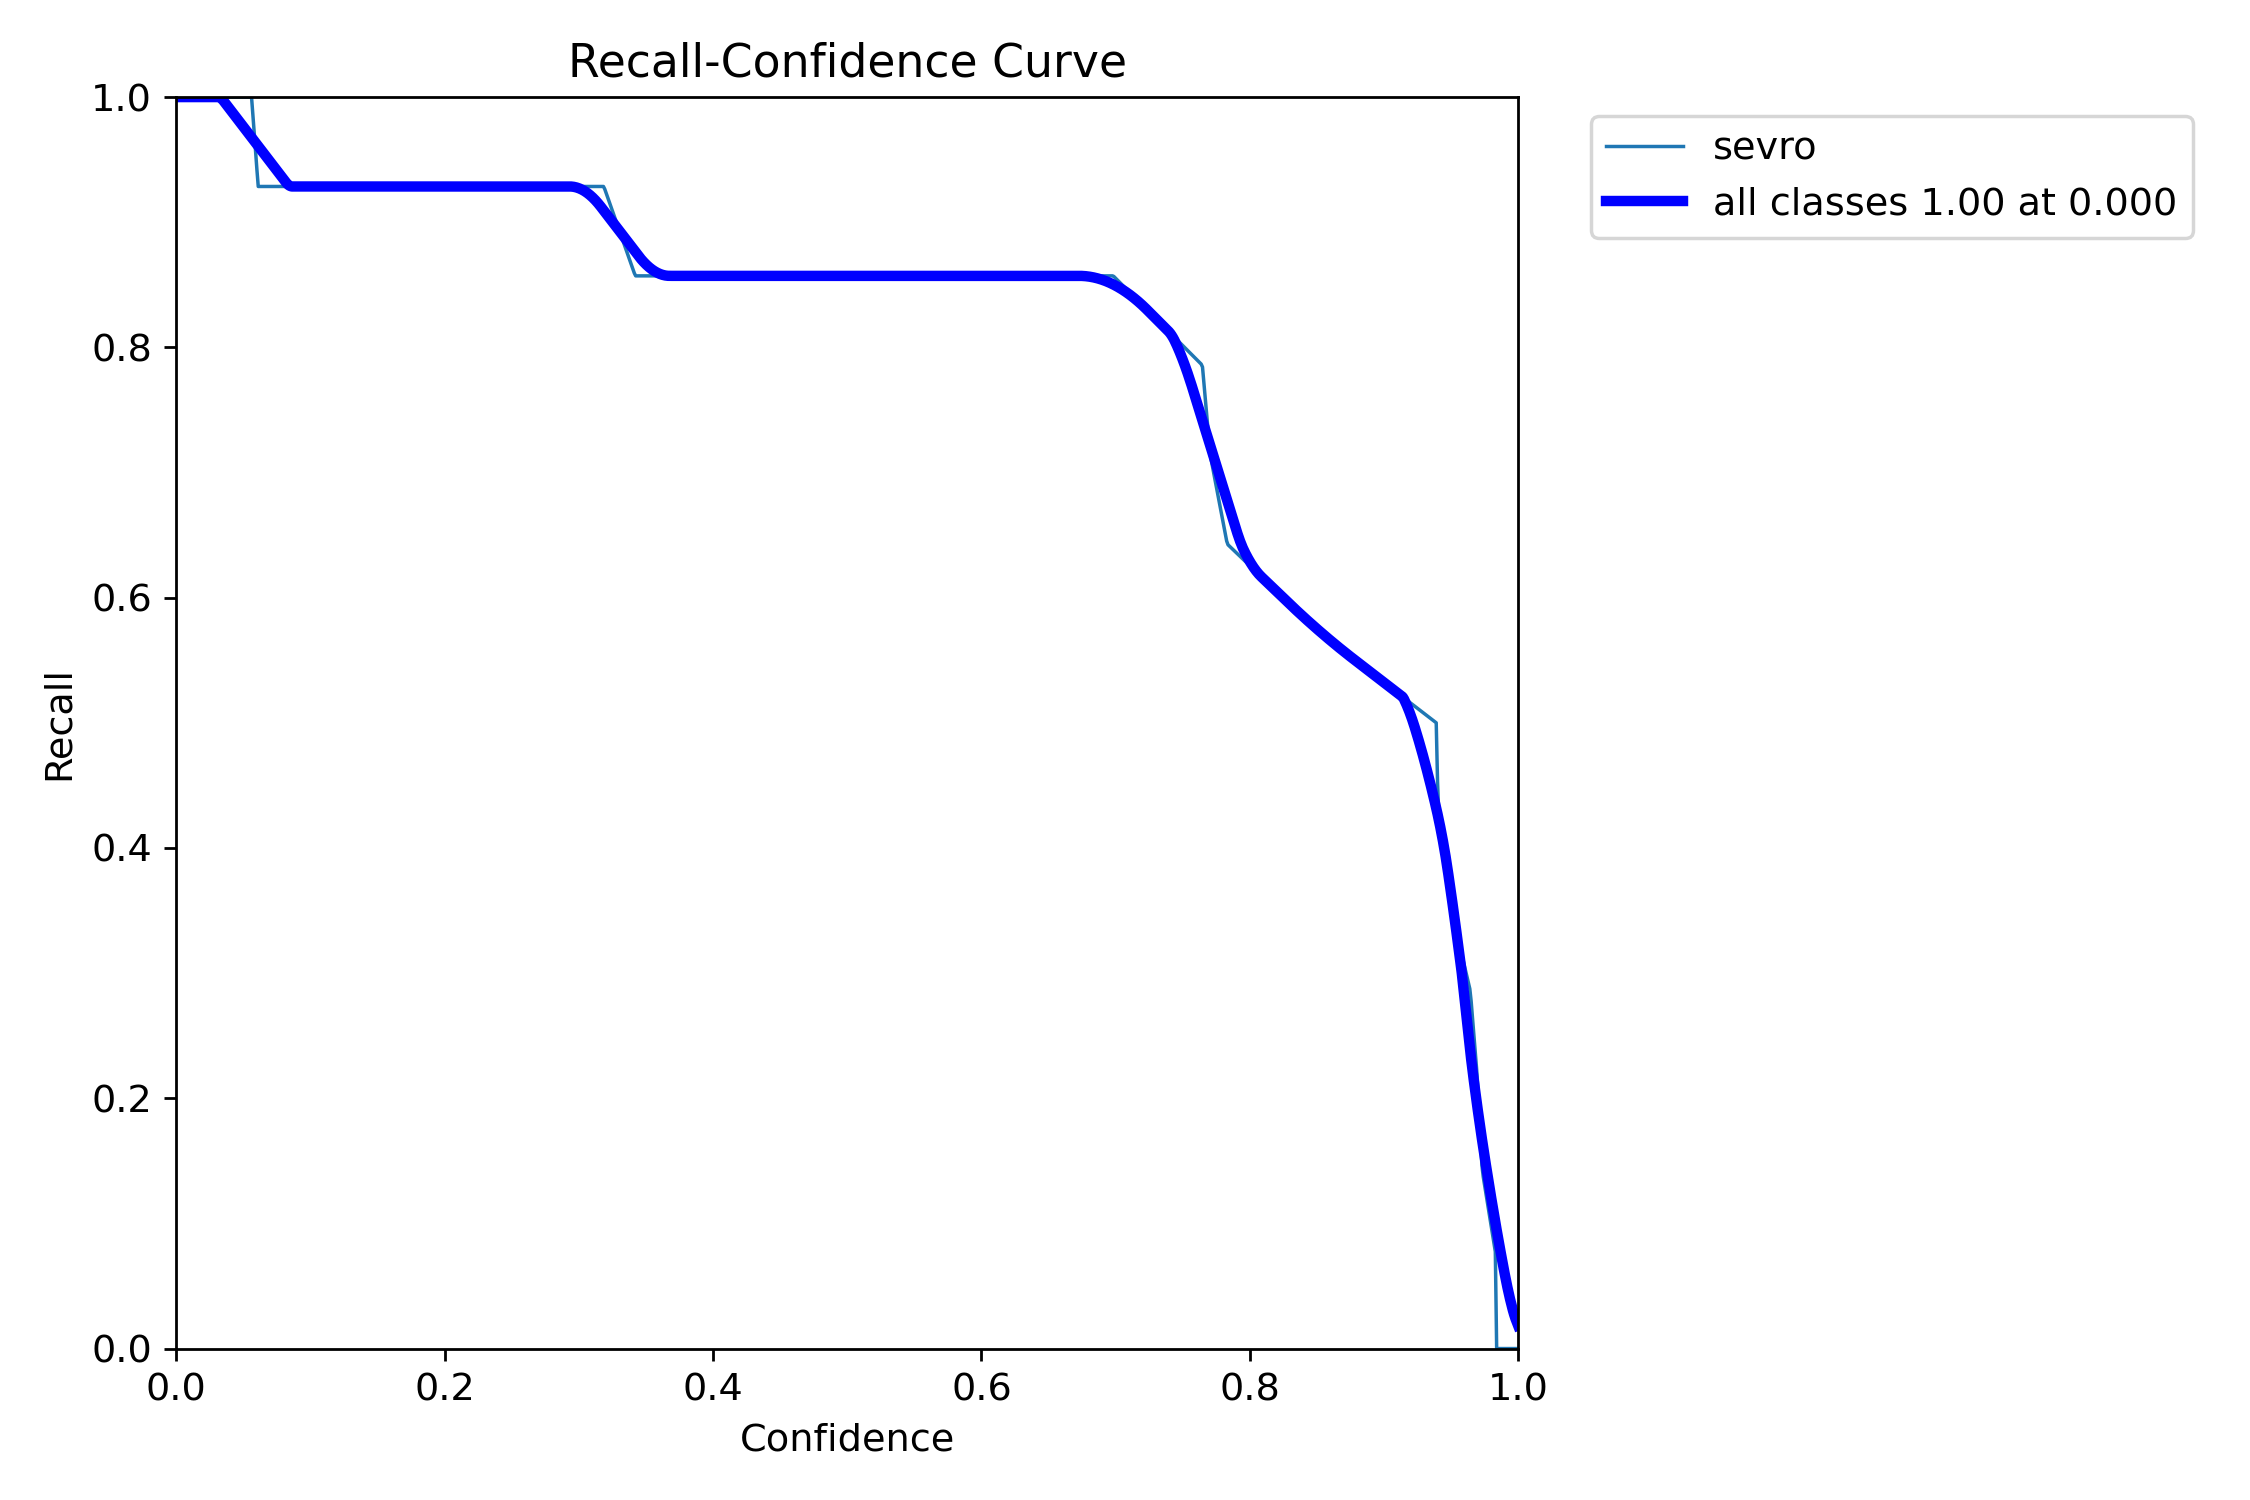 Recall-Confidence Curve
1.0
0.8
0.6
0.4
0.2
0.0
Recall
0.0 0.2 0.4 0.6 0.8 1.0
Confidence
sevro
all classes 1.00 at 0.000